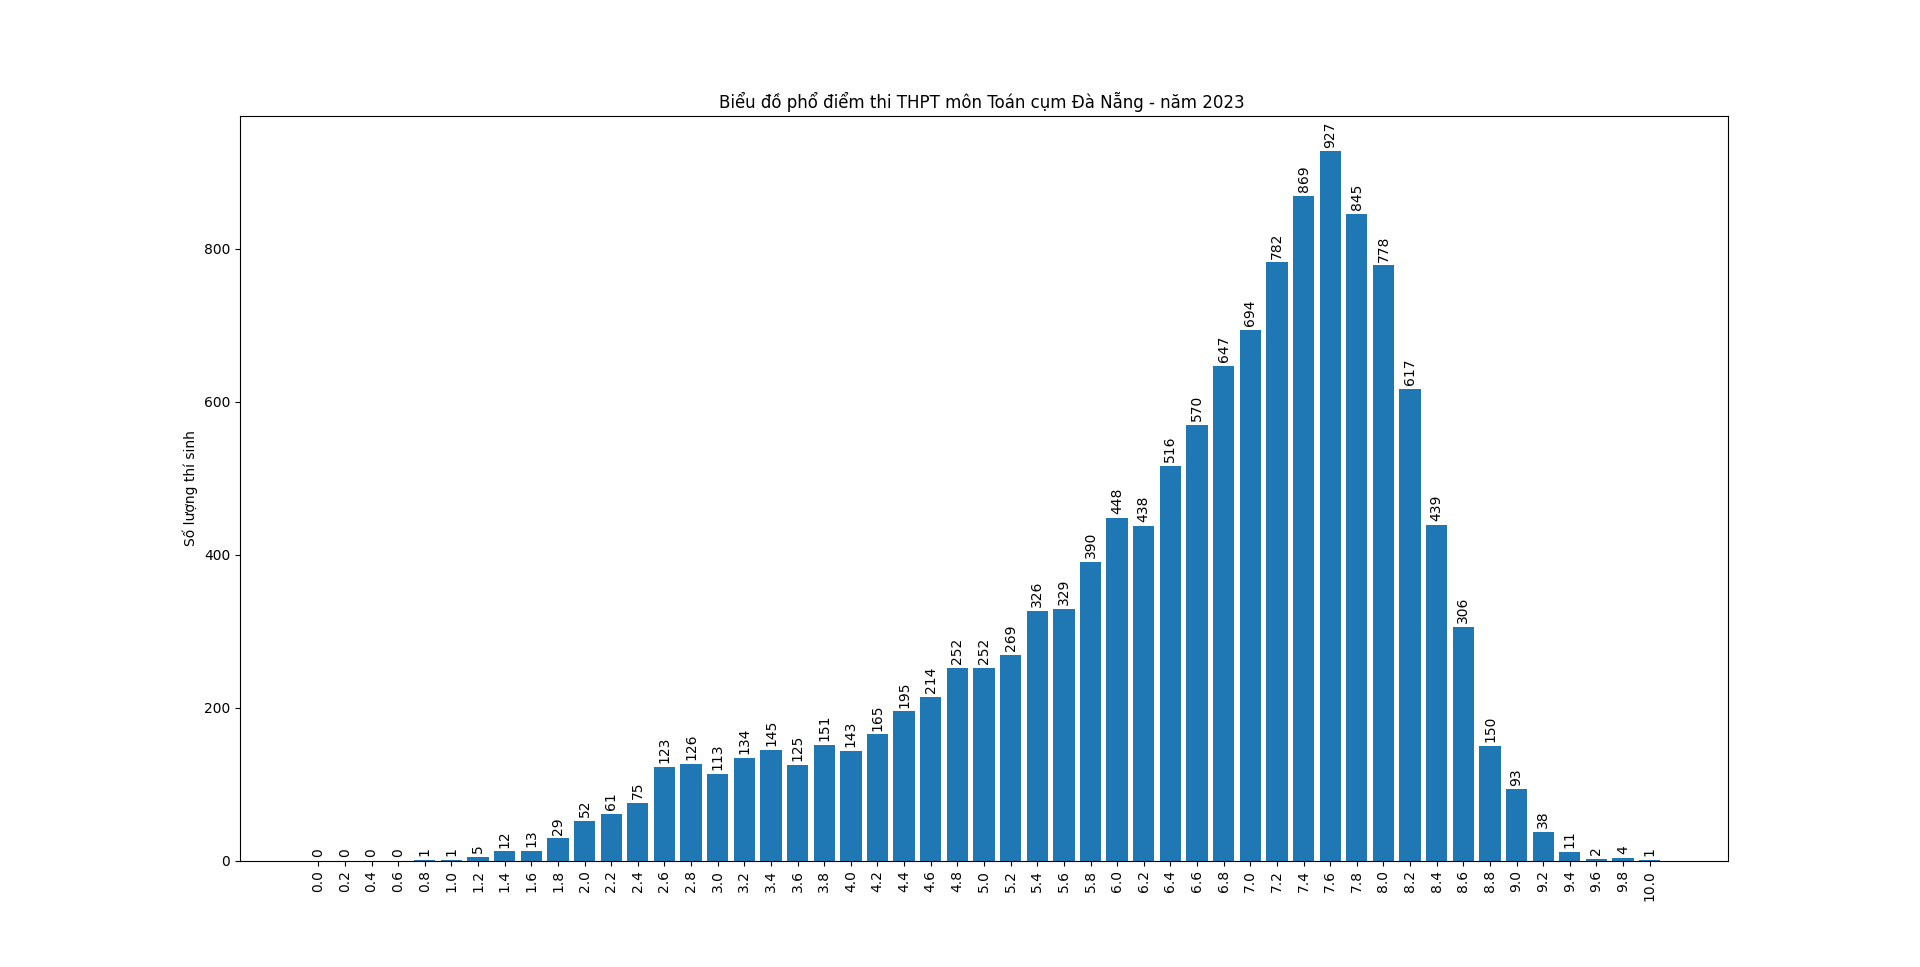 Biểu đồ phổ điểm thi THPT môn Toán cụm Đà Nẵng - năm 2023
Số lượng thí sinh
800
600
400
200
0
0 0 0 0 1 1 5 12 13 29 52 61 75 123 126 113 134 145 125 151 143 165 195 214 252 252 269 326 329 390 448 438 516 570 647 694 782 869 927 845 778 617 439 306 150 93 38 11 2 4 1
0.0 0.2 0.4 0.6 0.8 1.0 1.2 1.4 1.6 1.8 2.0 2.2 2.4 2.6 2.8 3.0 3.2 3.4 3.6 3.8 4.0 4.2 4.4 4.6 4.8 5.0 5.2 5.4 5.6 5.8 6.0 6.2 6.4 6.6 6.8 7.0 7.2 7.4 7.6 7.8 8.0 8.2 8.4 8.6 8.8 9.0 9.2 9.4 9.6 9.8 10.0